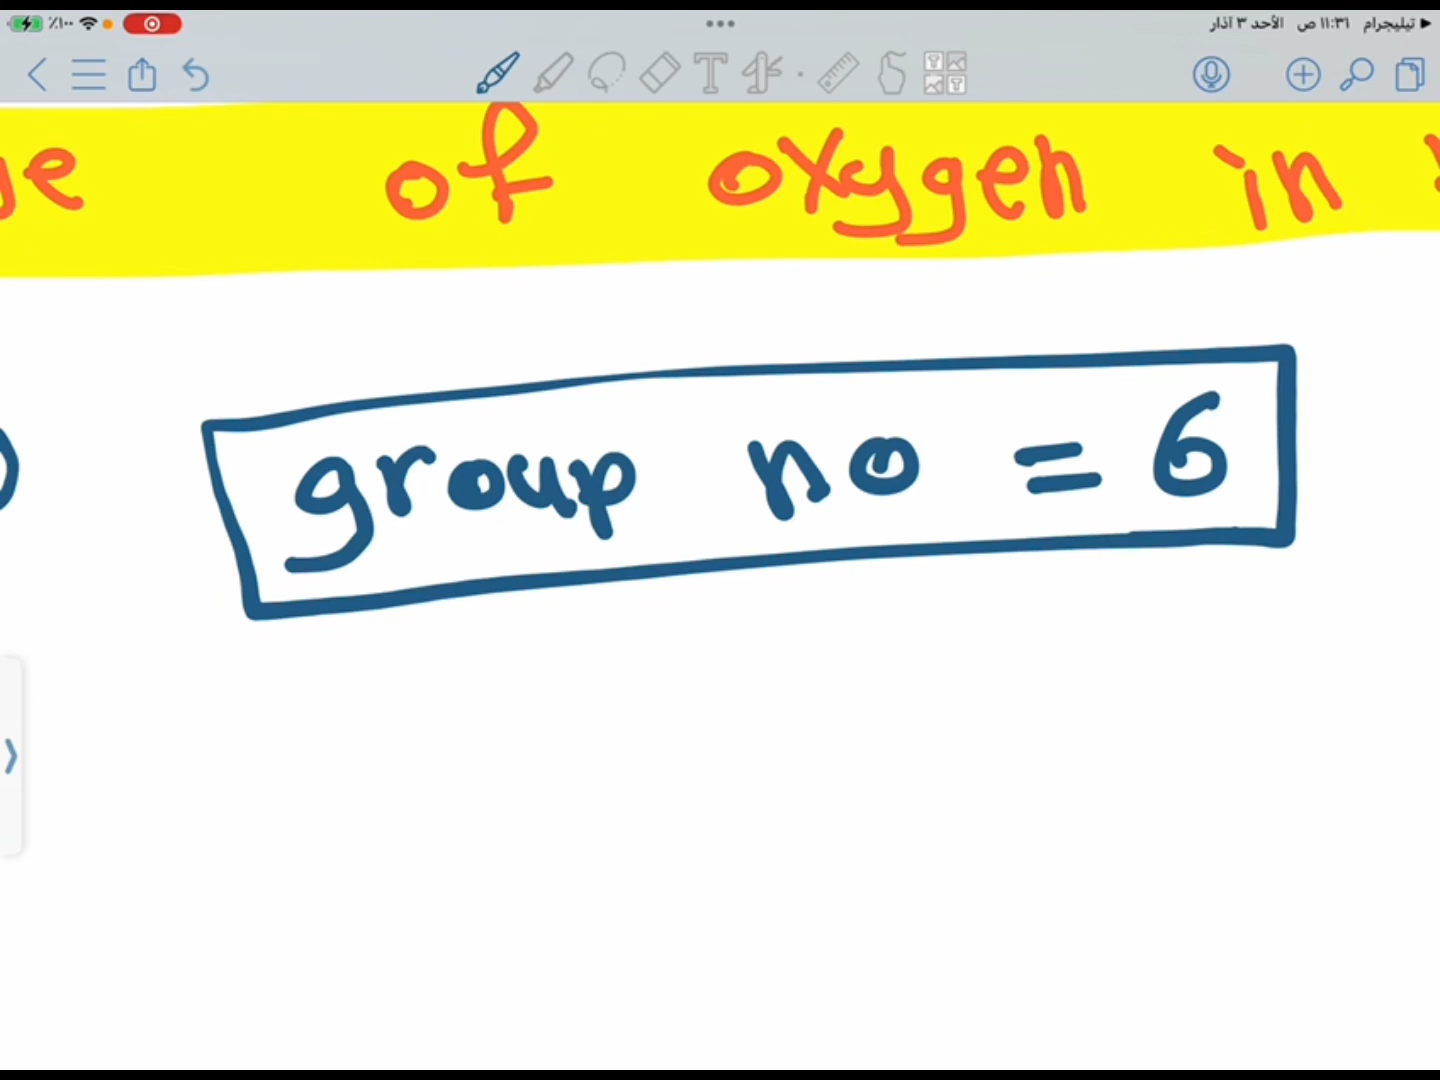 ٪١٠٠ ◀ تيليجرام ١١:٣١ ص الأحد ٣ آذار
of oxygen in
group no = 6